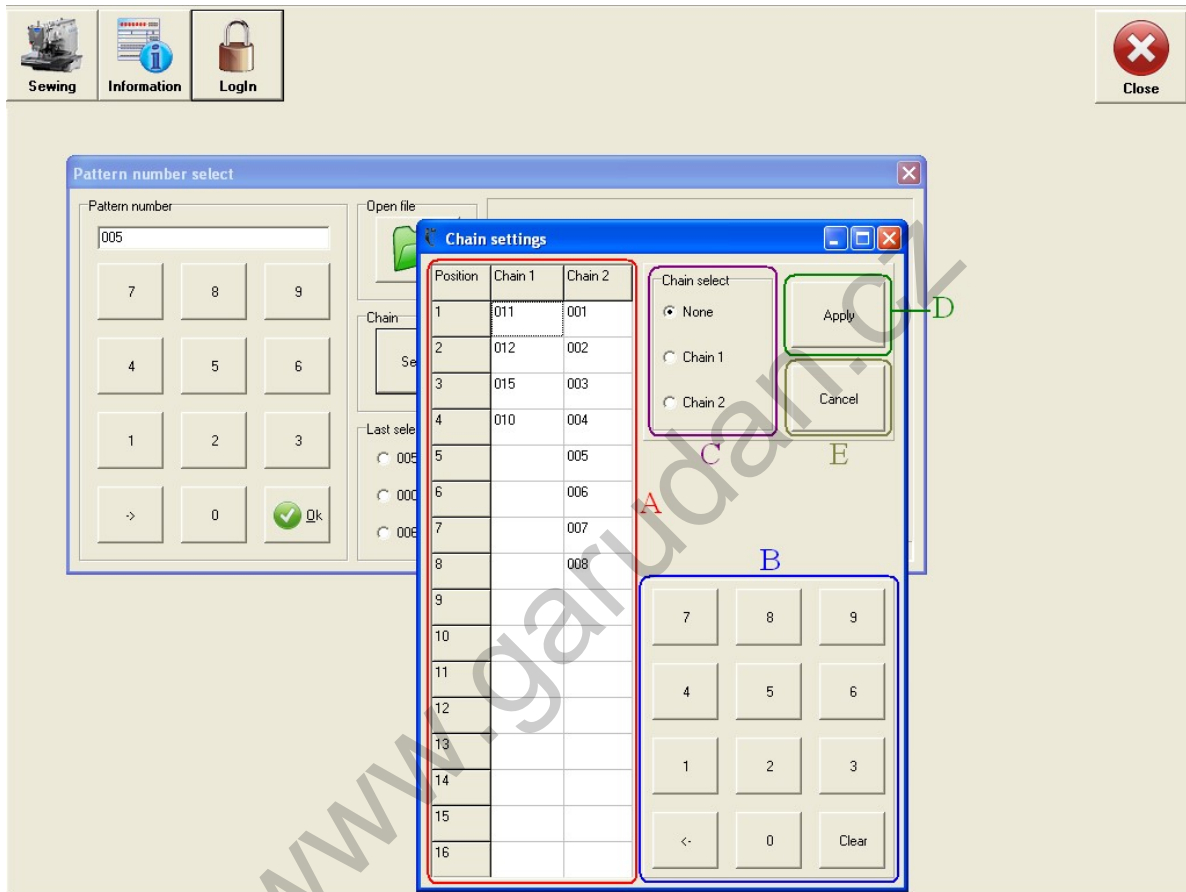 Sewing Information LogIn Close
Pattern number select
Pattern number
005
7 8 9
4 5 6
1 2 3
-> 0 Ok
Open file
Chain
Se
Last sele
005
000
006
Chain settings
Position Chain 1 Chain 2
1 011 001
2 012 002
3 015 003
4 010 004
5 005
6 006
7 007
8 008
9
10
11
12
13
14
15
16
A
Chain select
None
Chain 1
Chain 2
C
Apply
D
Cancel
E
B
7 8 9
4 5 6
1 2 3
<- 0 Clear
www.garudan.cz